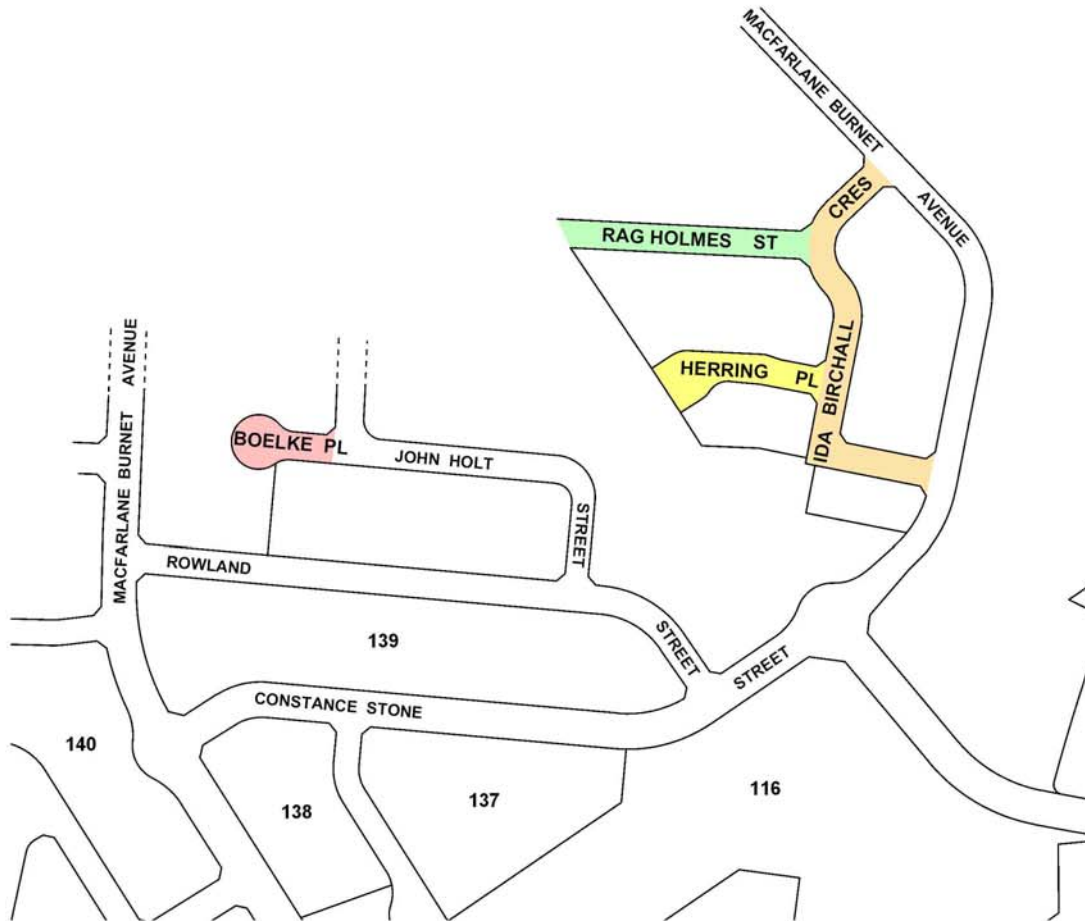 MACFARLANE BURNET
AVENUE
CRES
RAG HOLMES ST
IDA BIRCHALL
HERRING PL
MACFARLANE BURNET AVENUE
BOELKE PL
JOHN HOLT
STREET
ROWLAND
STREET
STREET
139
CONSTANCE STONE
140
138
137
116